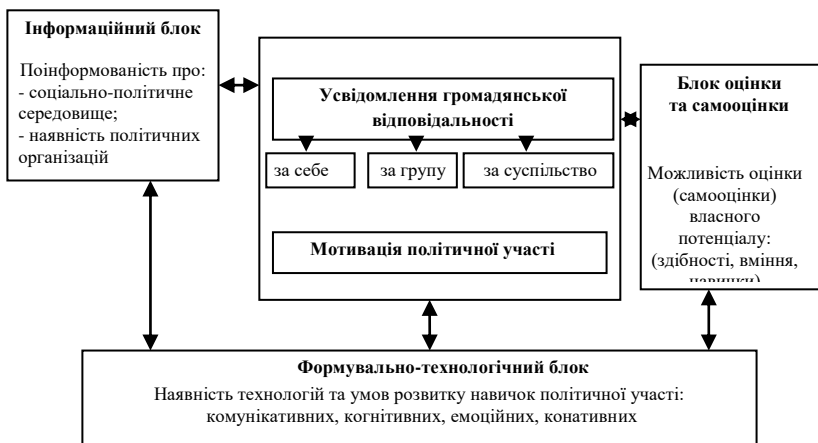 Інформаційний блок
Поінформованість про:
- соціально-політичне
середовище;
- наявність політичних
організацій
Усвідомлення громадянської
відповідальності
за себе
за групу
за суспільство
Мотивація політичної участі
Блок оцінки
та самооцінки
Можливість оцінки
(самооцінки)
власного
потенціалу:
(здібності, вміння,
навички)
Формувально-технологічний блок
Наявність технологій та умов розвитку навичок політичної участі:
комунікативних, когнітивних, емоційних, конативних